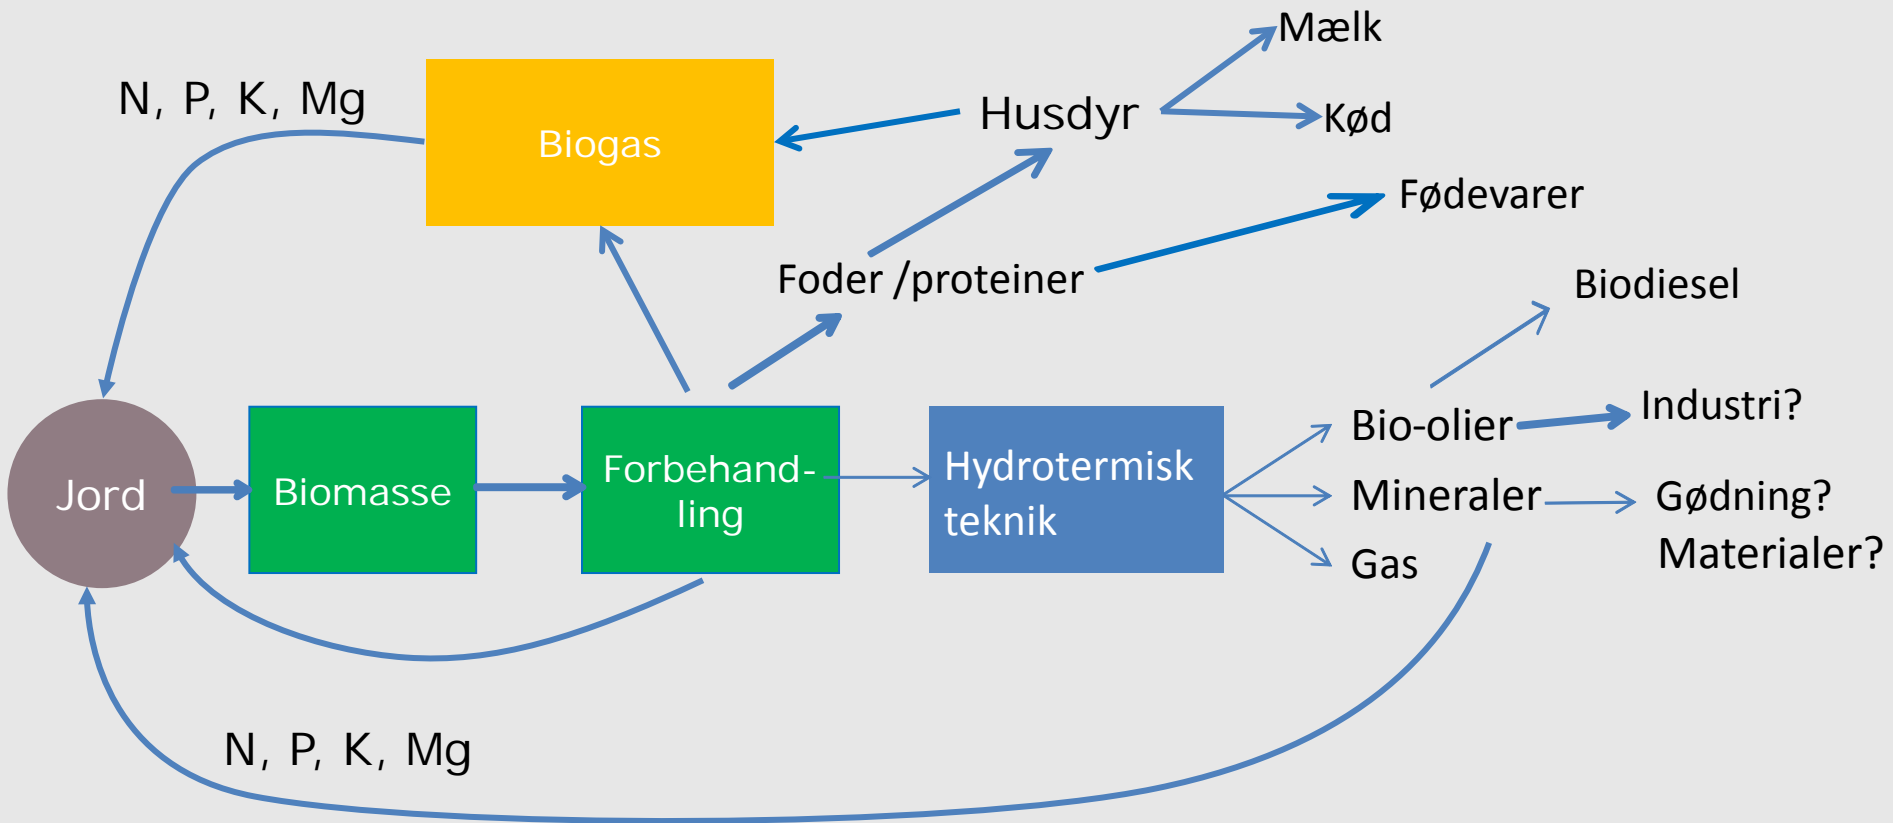 Mælk
N, P, K, Mg
Husdyr
Kød
Biogas
Fødevarer
Foder /proteiner
Biodiesel
Jord
Biomasse
Forbehand-
ling
Hydrotermisk
teknik
Bio-olier
Industri?
Mineraler
Gødning?
Materialer?
Gas
N, P, K, Mg